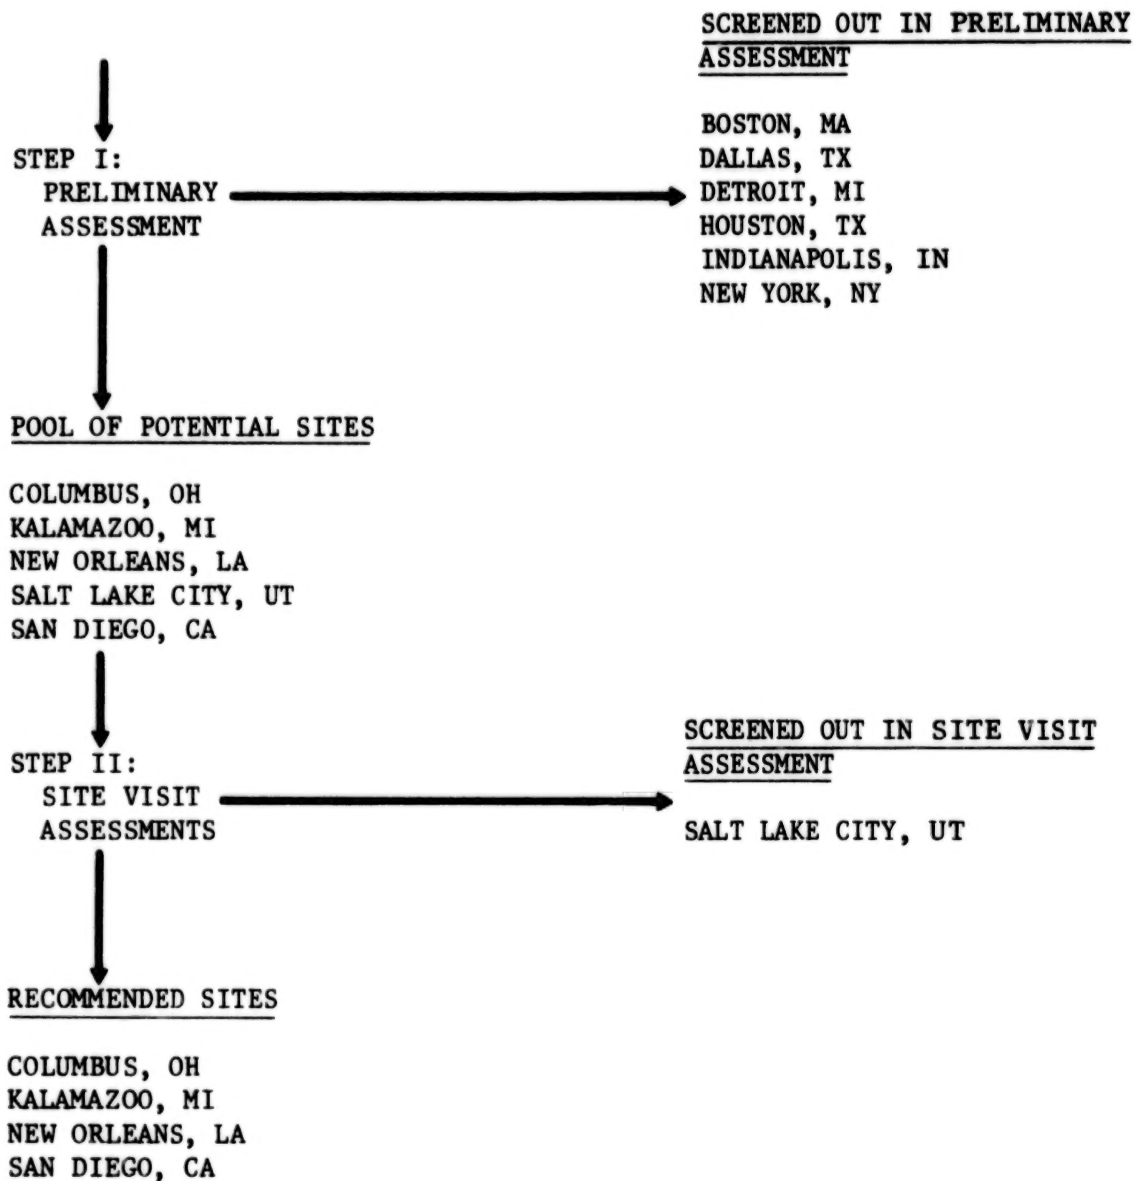 SCREENED OUT IN PRELIMINARY
ASSESSMENT
BOSTON, MA
DALLAS, TX
DETROIT, MI
HOUSTON, TX
INDIANAPOLIS, IN
NEW YORK, NY
STEP I:
PRELIMINARY
ASSESSMENT
POOL OF POTENTIAL SITES
COLUMBUS, OH
KALAMAZOO, MI
NEW ORLEANS, LA
SALT LAKE CITY, UT
SAN DIEGO, CA
STEP II:
SITE VISIT
ASSESSMENTS
SCREENED OUT IN SITE VISIT
ASSESSMENT
SALT LAKE CITY, UT
RECOMMENDED SITES
COLUMBUS, OH
KALAMAZOO, MI
NEW ORLEANS, LA
SAN DIEGO, CA